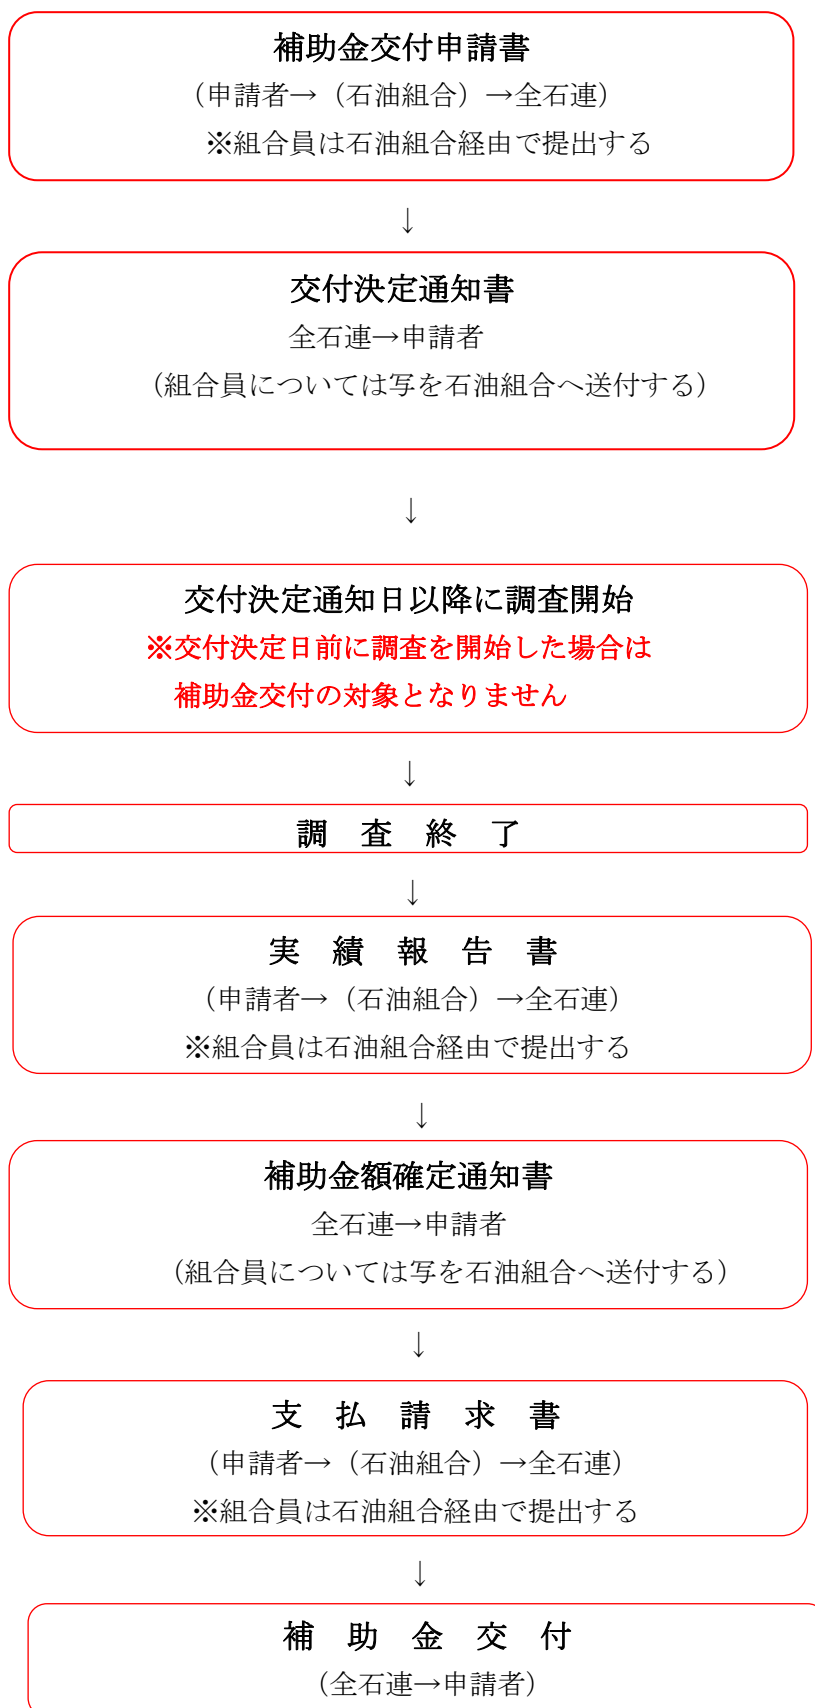 補助金交付申請書
（申請者→（石油組合）→全石連）
※組合員は石油組合経由で提出する
↓
交付決定通知書
全石連→申請者
（組合員については写を石油組合へ送付する）
↓
交付決定通知日以降に調査開始
※交付決定日前に調査を開始した場合は
補助金交付の対象となりません
↓
調　査　終　了
↓
実　績　報　告　書
（申請者→（石油組合）→全石連）
※組合員は石油組合経由で提出する
↓
補助金額確定通知書
全石連→申請者
（組合員については写を石油組合へ送付する）
↓
支　払　請　求　書
（申請者→（石油組合）→全石連）
※組合員は石油組合経由で提出する
↓
補　助　金　交　付
（全石連→申請者）